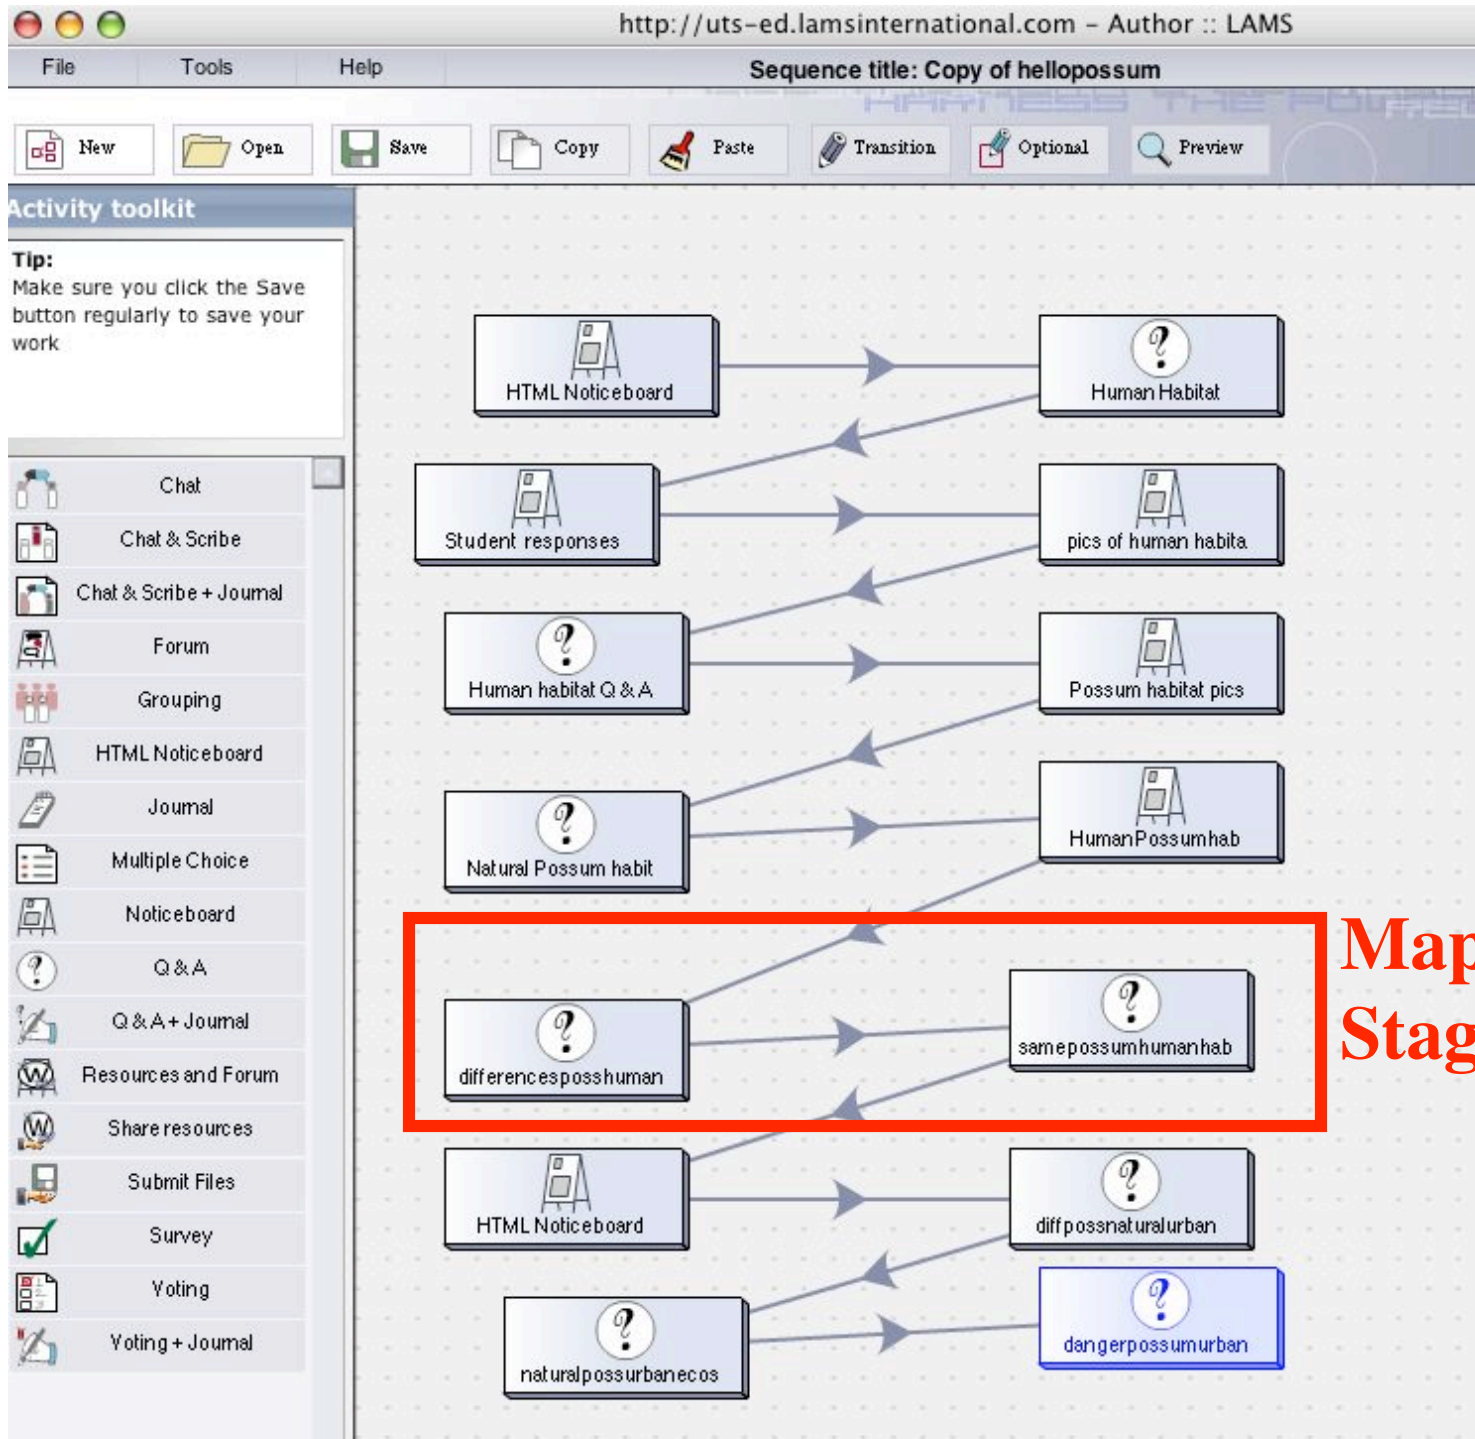 http://uts-ed.lamsinternational.com – Author :: LAMS
File Tools Help Sequence title: Copy of hellopossum
HARNESS THE
New Open Save Copy Paste Transition Optional Preview
Activity toolkit
Tip:
Make sure you click the Save
button regularly to save your
work
Chat
Chat & Scribe
Chat & Scribe + Journal
Forum
Grouping
HTML Noticeboard
Journal
Multiple Choice
Noticeboard
Q & A
Q & A + Journal
Resources and Forum
Share resources
Submit Files
Survey
Voting
Voting + Journal
HTML Noticeboard
Human Habitat
Student responses
pics of human habita
Human habitat Q & A
Possum habitat pics
Natural Possum habit
HumanPossumhab
differencesposshuman
samepossumhumanhab
Map
Stag
HTML Noticeboard
diffpossnaturalurban
naturalpossurbanecos
dangerpossumurban